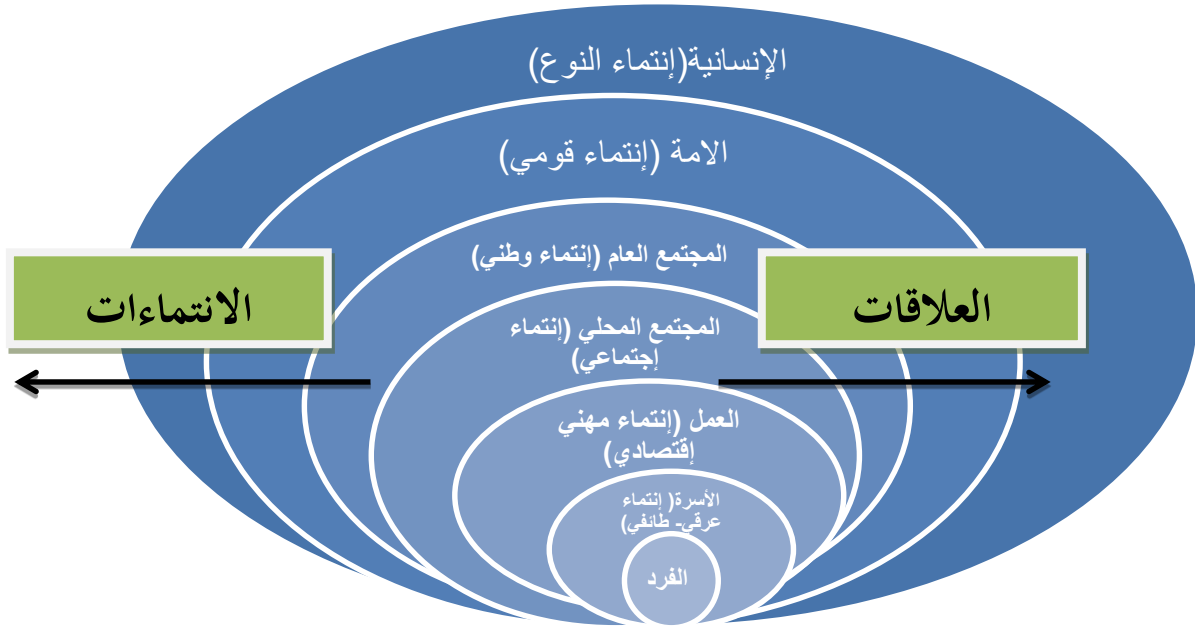 الإنسانية(إنتماء النوع)
الامة (إنتماء قومي)
المجتمع العام (إنتماء وطني)
العلاقات
الانتماءات
المجتمع المحلي (إنتماء
إجتماعي)
العمل (إنتماء مهني
إقتصادي)
الأسرة( إنتماء
عرقي- طائفي)
الفرد